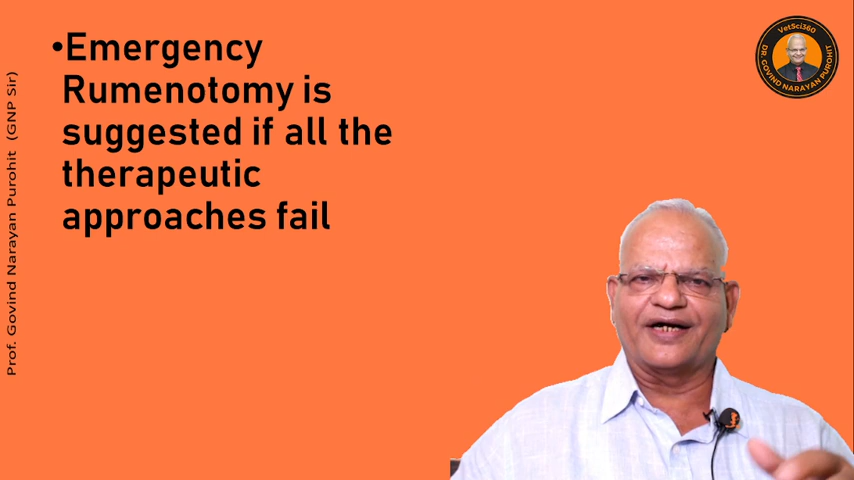 •Emergency
Rumenotomy is
suggested if all the
therapeutic
approaches fail
Prof. Govind Narayan Purohit (GNP Sir)
VetSci360
DR. GOVIND NARAYAN PUROHIT